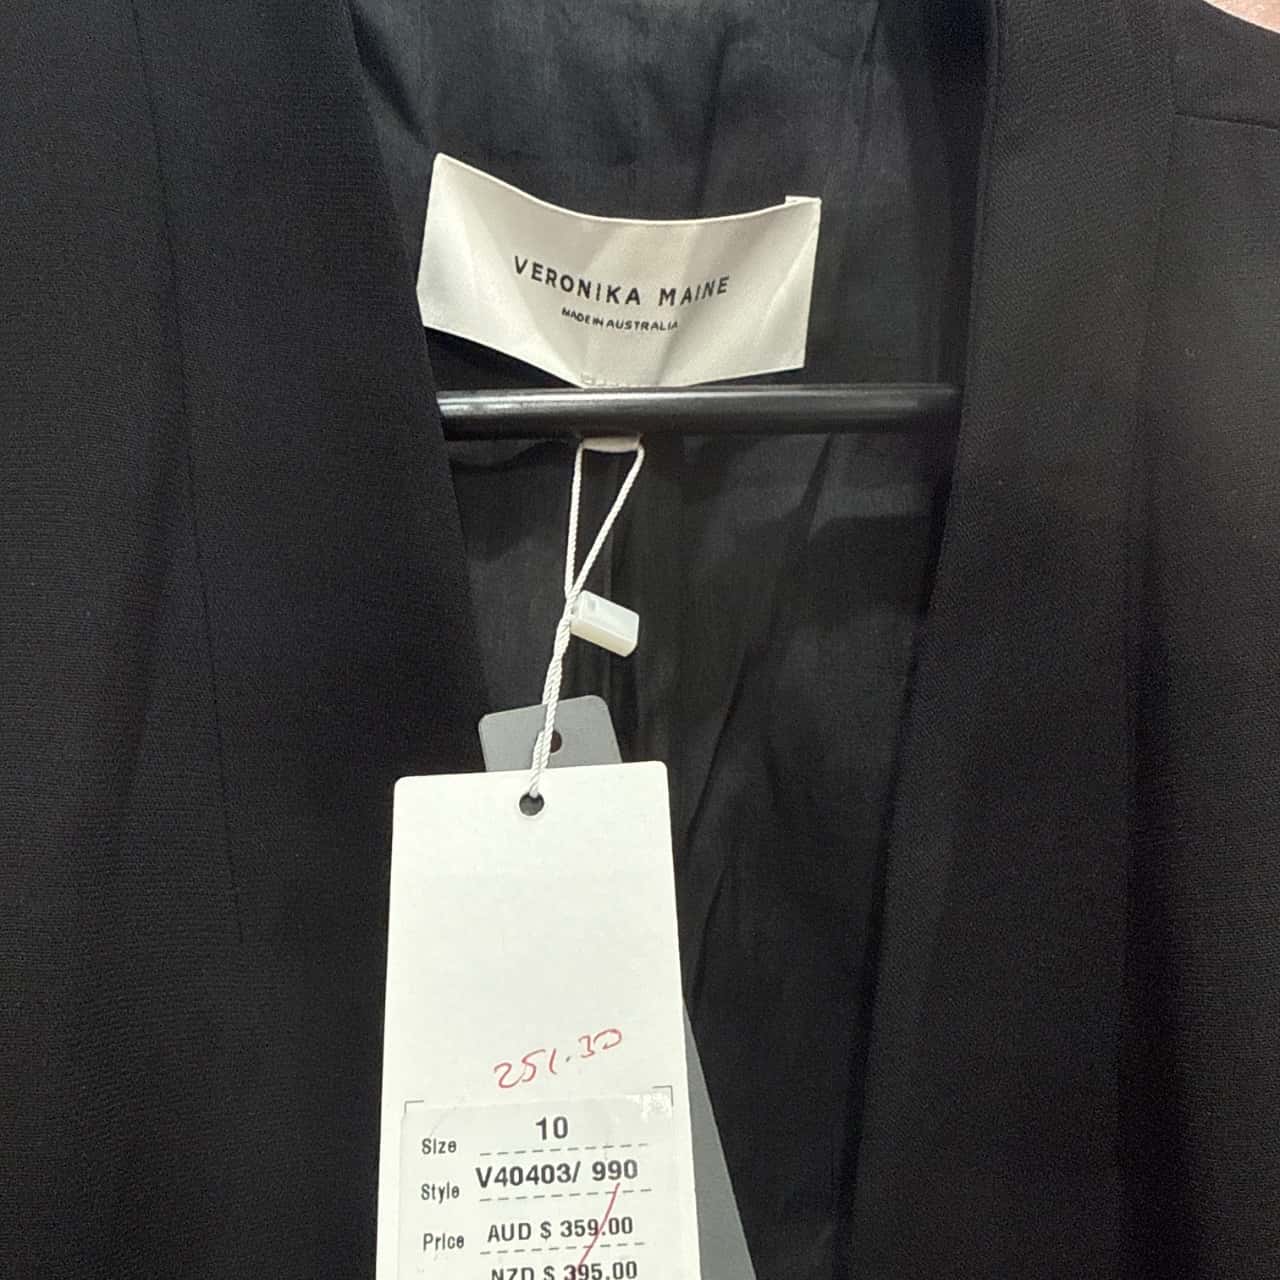 VERONIKA MAINE
MADE IN AUSTRALIA
251.30
Size 10
Style V40403/ 990
Price AUD $ 359.00
NZD $ 395.00